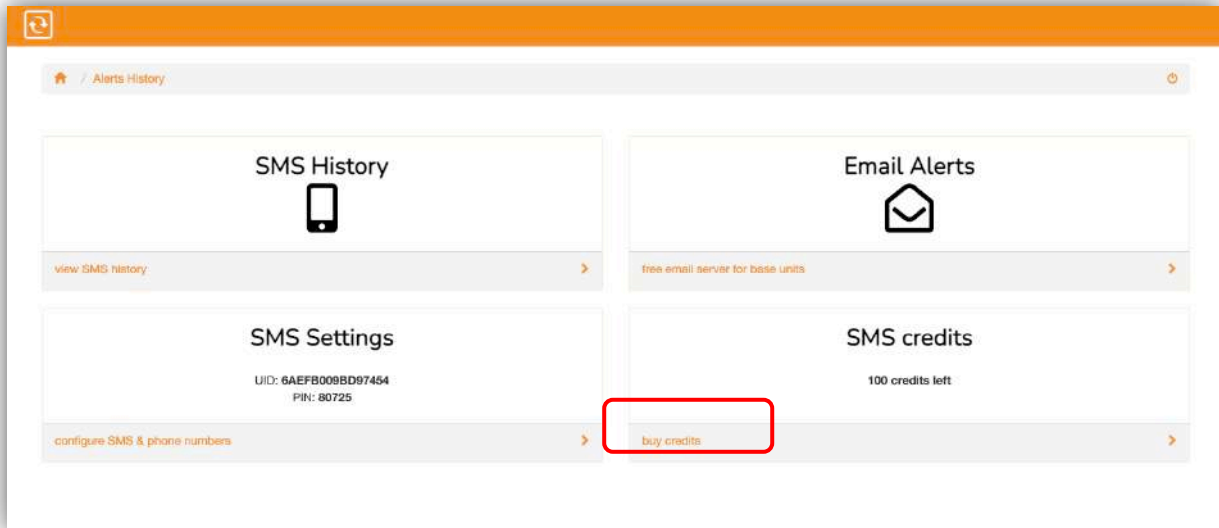 / Alerts History
SMS History
view SMS history
Email Alerts
free email server for base units
SMS Settings
UID: 6AEFB009BD97454
PIN: 80725
configure SMS & phone numbers
SMS credits
100 credits left
buy credits